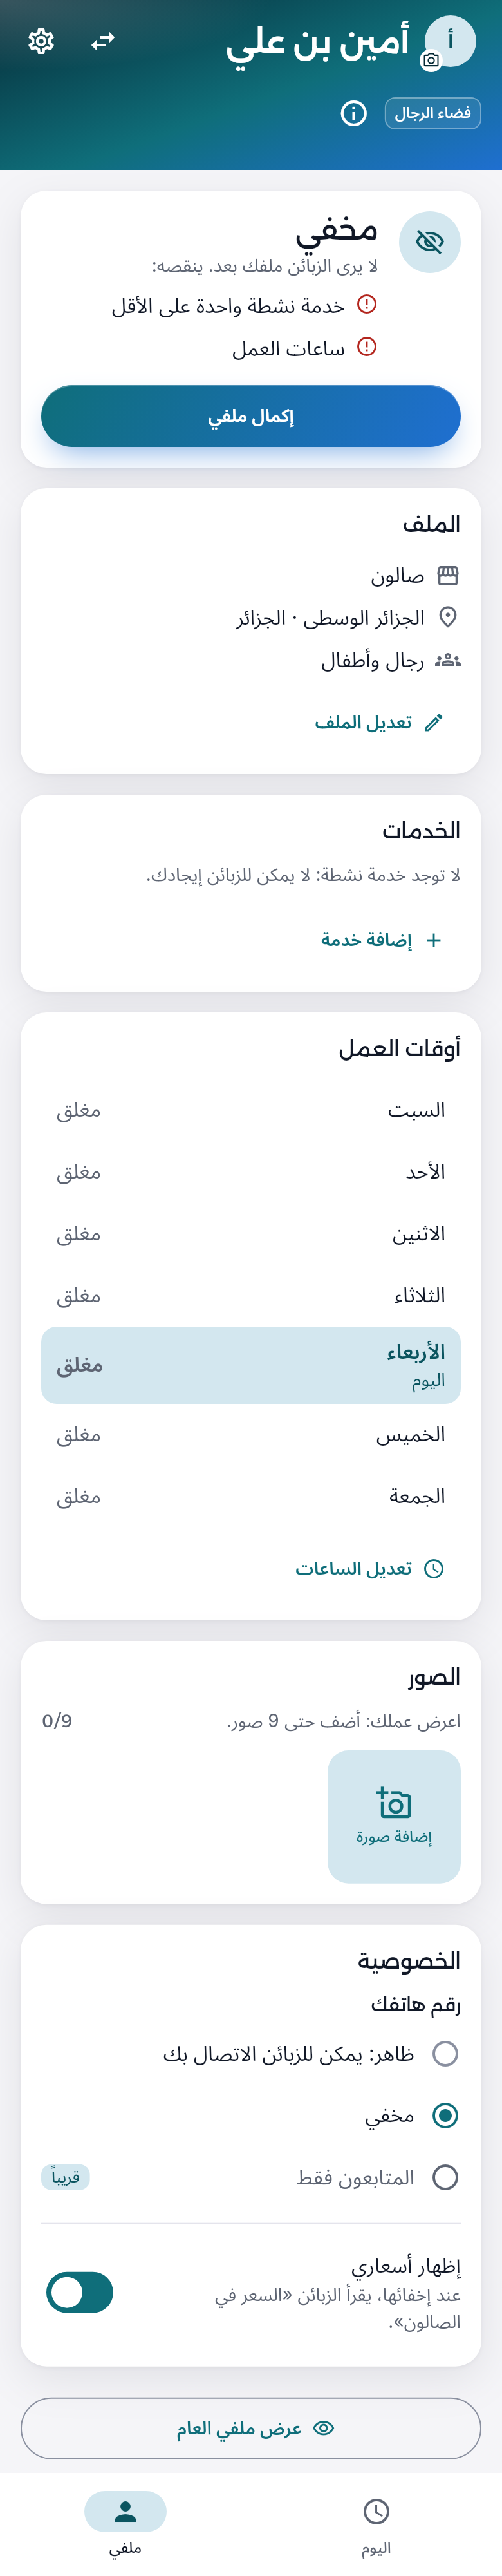 أ
أمين بن علي
فضاء الرجال
مخفي
لا يرى الزبائن ملفك بعد. ينقصه:
خدمة نشطة واحدة على الأقل
ساعات العمل
إكمال ملفي
الملف
صالون
الجزائر الوسطى · الجزائر
رجال وأطفال
تعديل الملف
الخدمات
لا توجد خدمة نشطة: لا يمكن للزبائن إيجادك.
إضافة خدمة
أوقات العمل
السبت مغلق
الأحد مغلق
الاثنين مغلق
الثلاثاء مغلق
الأربعاء مغلق
اليوم
الخميس مغلق
الجمعة مغلق
تعديل الساعات
الصور
اعرض عملك: أضف حتى 9 صور. 0/9
إضافة صورة
الخصوصية
رقم هاتفك
ظاهر: يمكن للزبائن الاتصال بك
مخفي
المتابعون فقط قريباً
إظهار أسعاري
عند إخفائها، يقرأ الزبائن «السعر في
الصالون».
عرض ملفي العام
اليوم ملفي